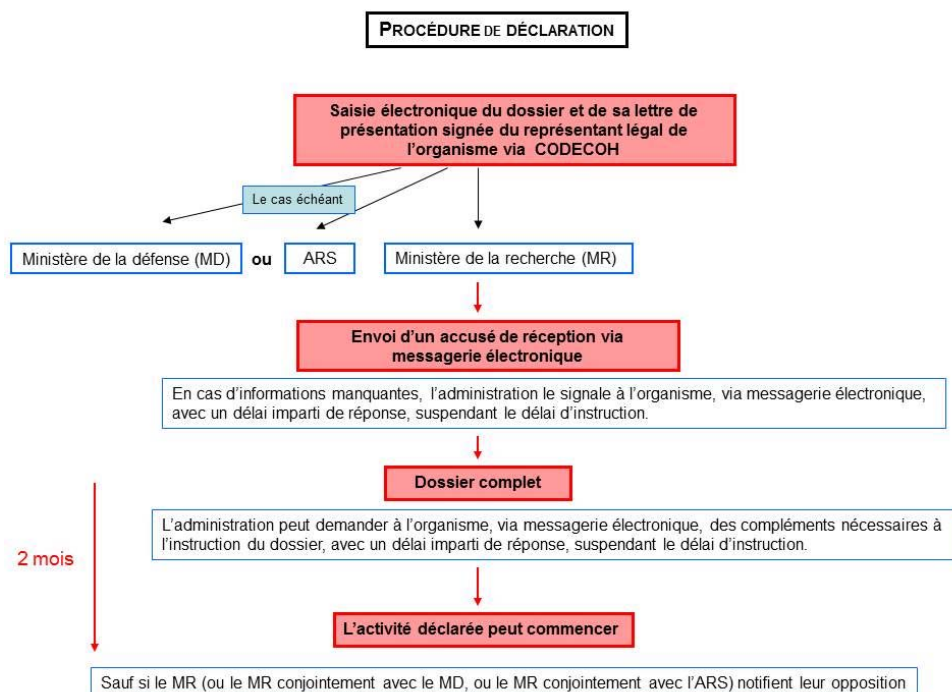 PROCÉDURE DE DÉCLARATION
Saisie électronique du dossier et de sa lettre de
présentation signée du représentant légal de
l’organisme via CODECOH
Le cas échéant
Ministère de la défense (MD) ou ARS Ministère de la recherche (MR)
Envoi d’un accusé de réception via
messagerie électronique
En cas d’informations manquantes, l’administration le signale à l’organisme, via messagerie électronique,
avec un délai imparti de réponse, suspendant le délai d’instruction.
Dossier complet
L’administration peut demander à l’organisme, via messagerie électronique, des compléments nécessaires à
l’instruction du dossier, avec un délai imparti de réponse, suspendant le délai d’instruction.
2 mois
L’activité déclarée peut commencer
Sauf si le MR (ou le MR conjointement avec le MD, ou le MR conjointement avec l’ARS) notifient leur opposition